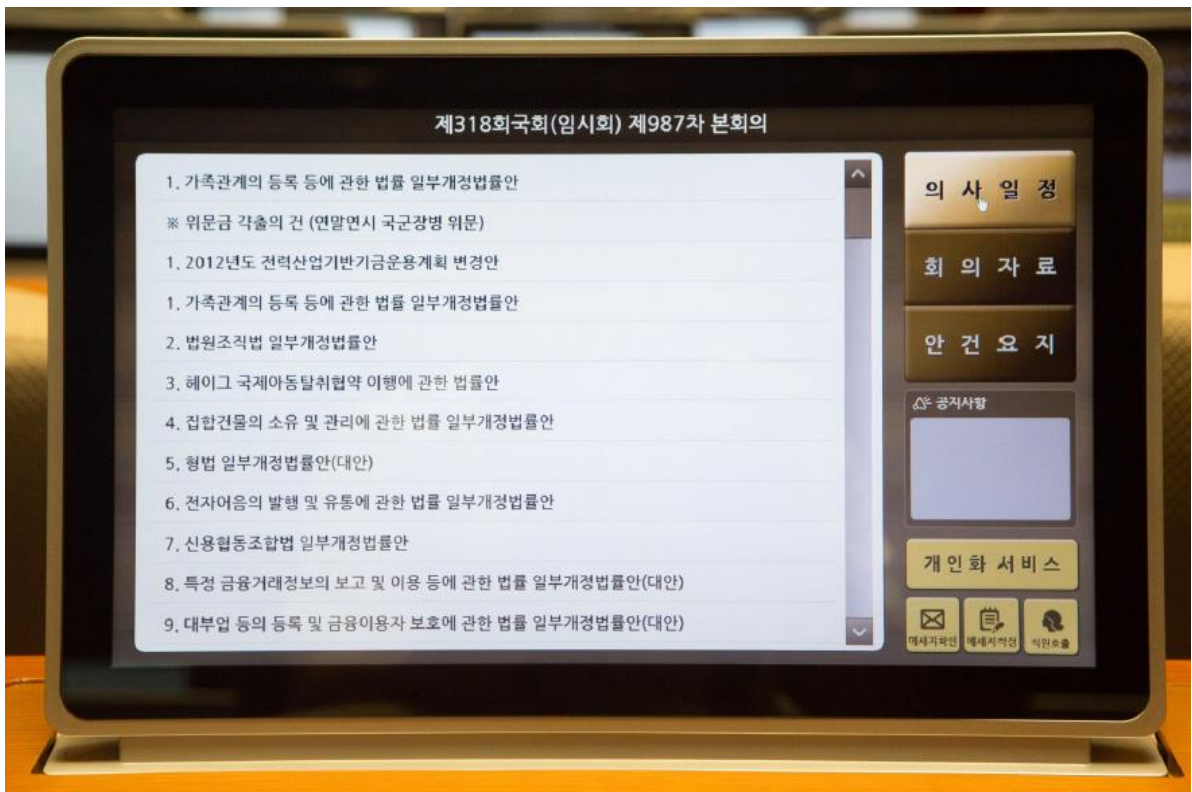 제318회국회(임시회) 제987차 본회의
1. 가족관계의 등록 등에 관한 법률 일부개정법률안
※ 위문금 갹출의 건 (연말연시 국군장병 위문)
1. 2012년도 전력산업기반기금운용계획 변경안
1. 가족관계의 등록 등에 관한 법률 일부개정법률안
2. 법원조직법 일부개정법률안
3. 헤이그 국제아동탈취협약 이행에 관한 법률안
4. 집합건물의 소유 및 관리에 관한 법률 일부개정법률안
5. 형법 일부개정법률안(대안)
6. 전자어음의 발행 및 유통에 관한 법률 일부개정법률안
7. 신용협동조합법 일부개정법률안
8. 특정 금융거래정보의 보고 및 이용 등에 관한 법률 일부개정법률안(대안)
9. 대부업 등의 등록 및 금융이용자 보호에 관한 법률 일부개정법률안(대안)
의 사 일 정
회 의 자 료
안 건 요 지
공지사항
개인화 서비스
메세지확인
메세지작성
직원호출